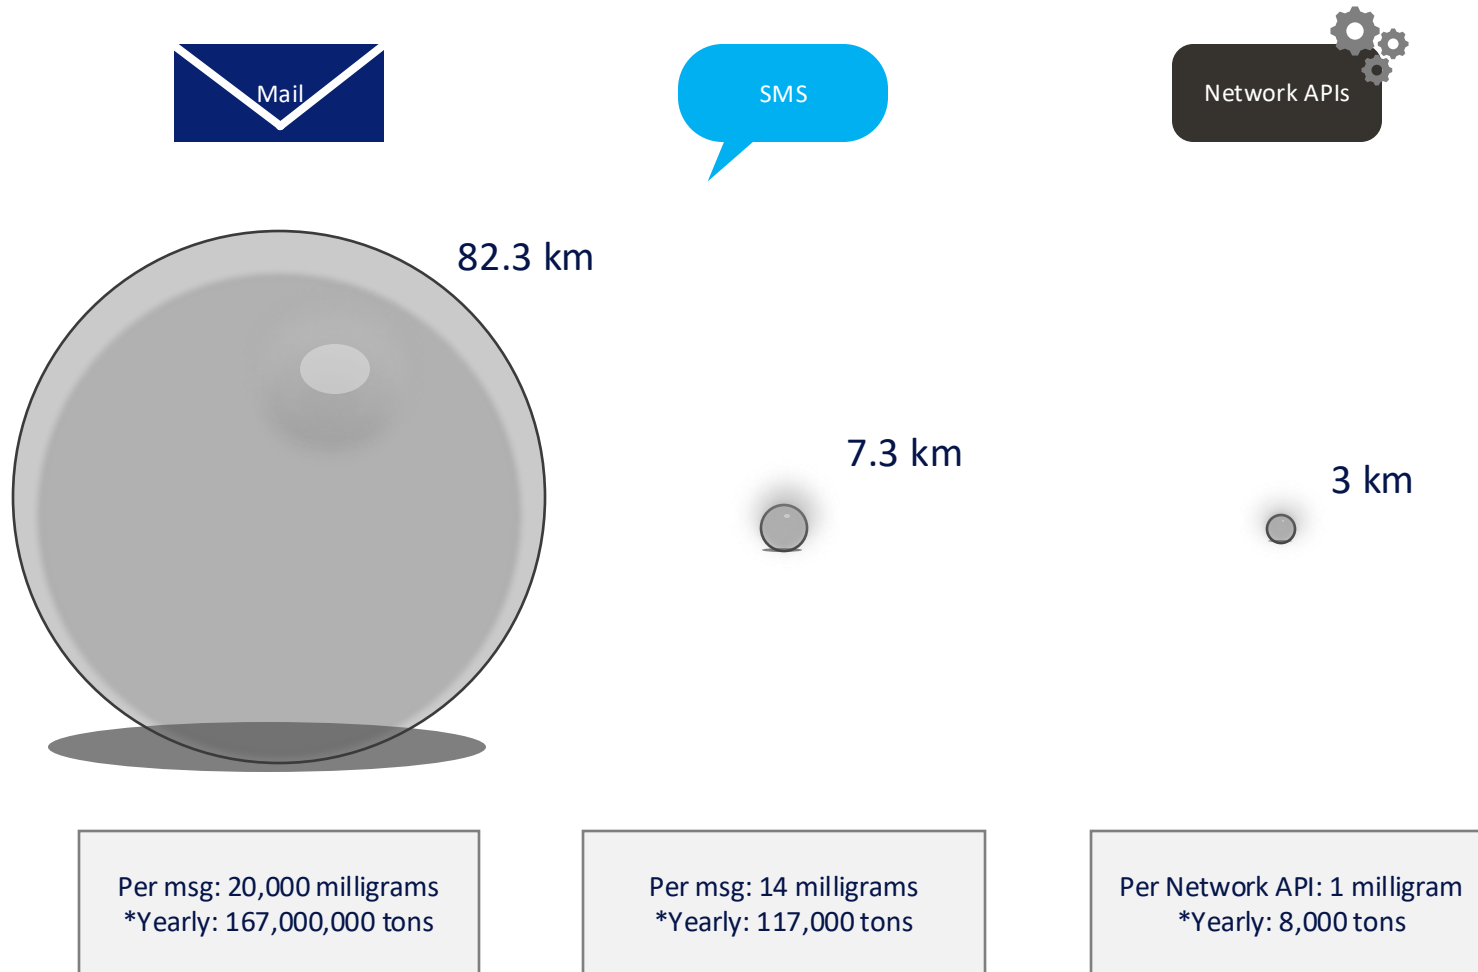 Mail
SMS
Network APIs
82.3 km
7.3 km
3 km
Per msg: 20,000 milligrams
*Yearly: 167,000,000 tons
Per msg: 14 milligrams
*Yearly: 117,000 tons
Per Network API: 1 milligram
*Yearly: 8,000 tons